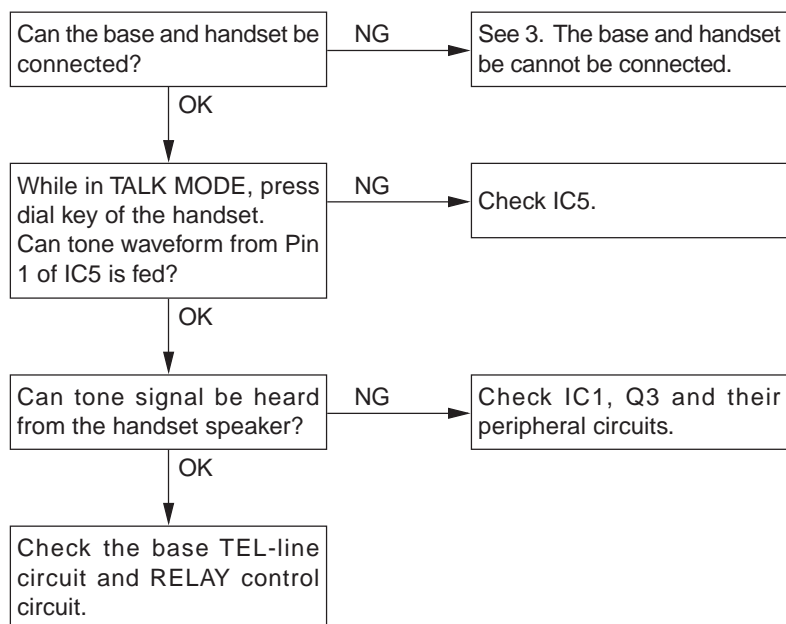 Can the base and handset be
connected?
NG
See 3. The base and handset
be cannot be connected.
OK
While in TALK MODE, press
dial key of the handset.
Can tone waveform from Pin
1 of IC5 is fed?
NG
Check IC5.
OK
Can tone signal be heard
from the handset speaker?
NG
Check IC1, Q3 and their
peripheral circuits.
OK
Check the base TEL-line
circuit and RELAY control
circuit.